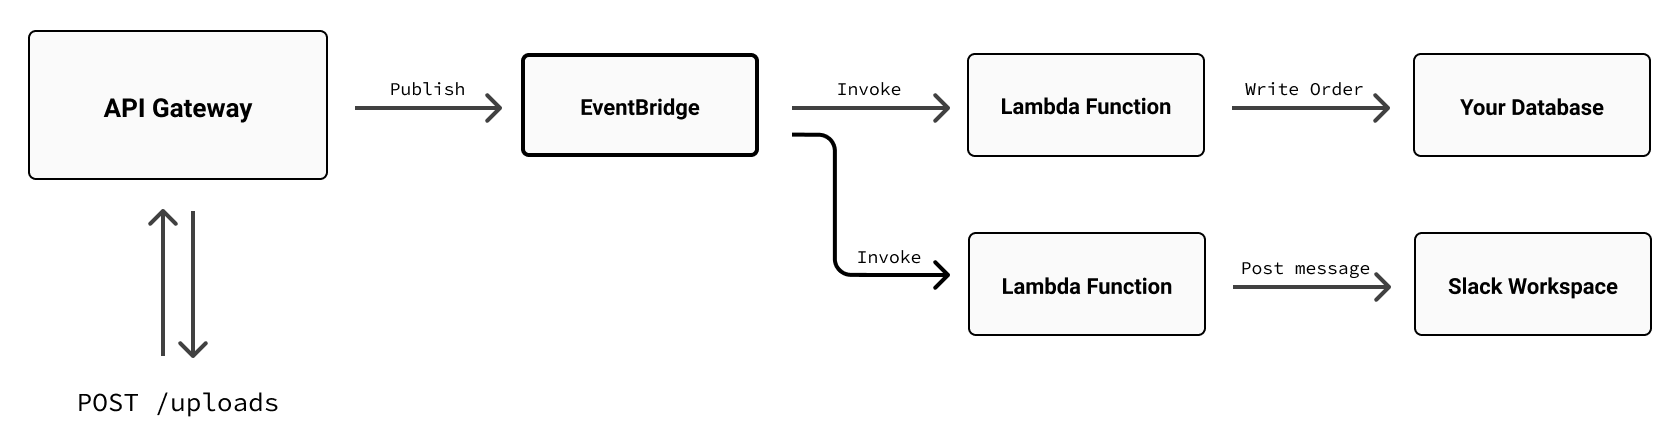 API Gateway
Publish
EventBridge
Invoke
Lambda Function
Write Order
Your Database
Invoke
Lambda Function
Post message
Slack Workspace
POST /uploads